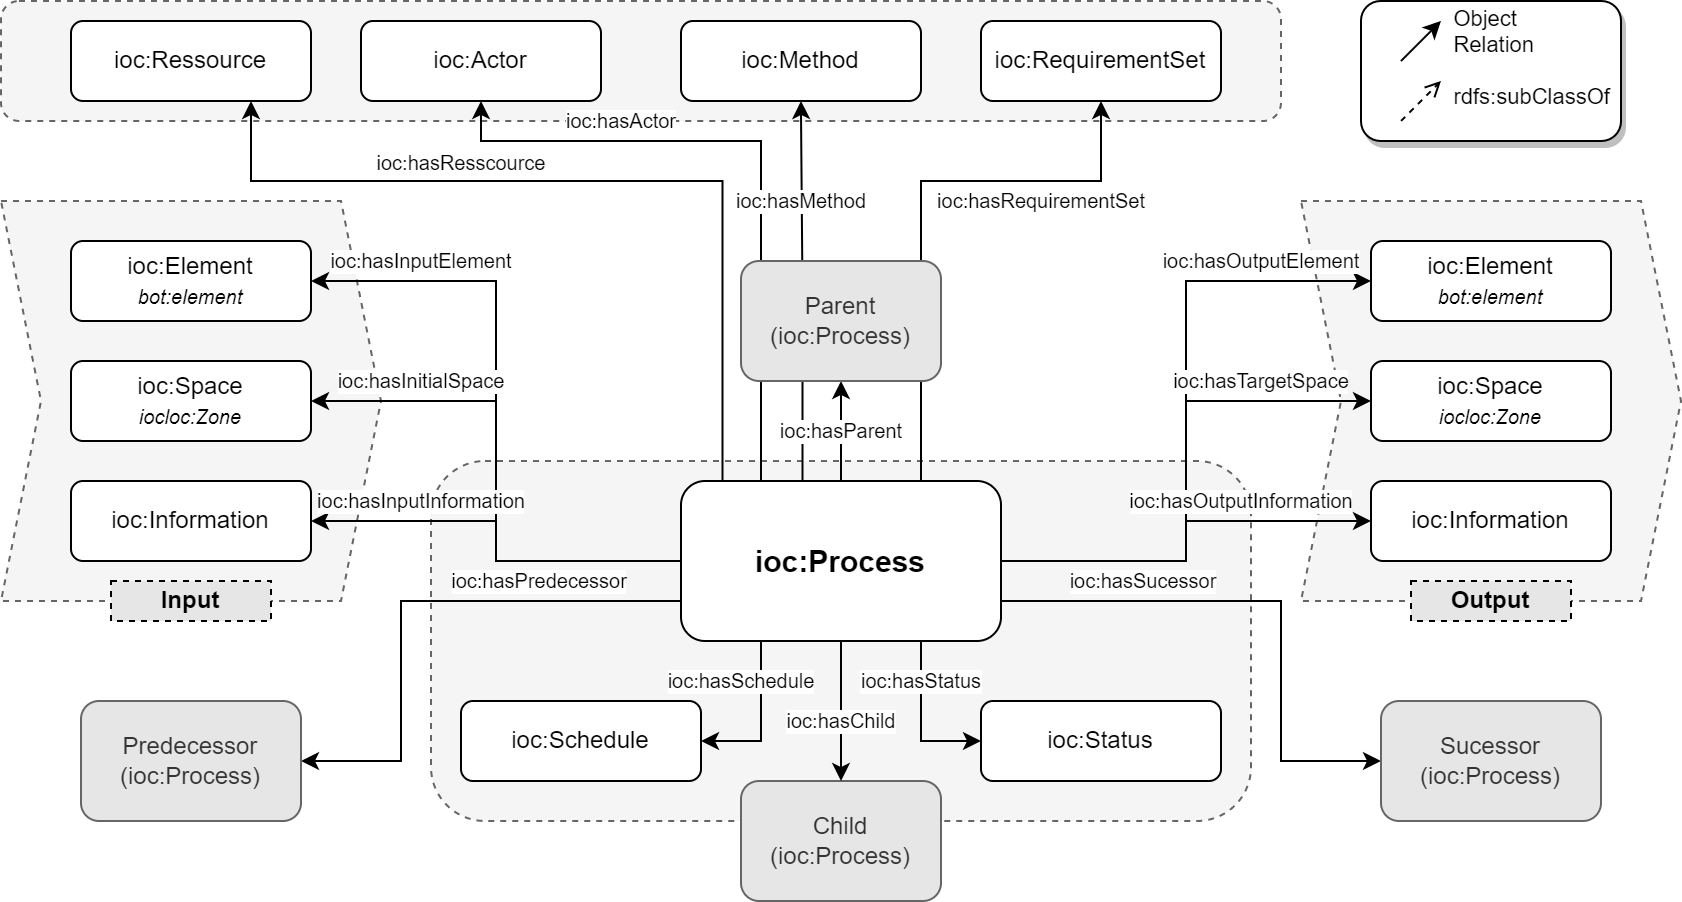 ioc:Ressource
ioc:Actor
ioc:Method
ioc:RequirementSet
Object
Relation
rdfs:subClassOf
ioc:hasActor
ioc:hasResscource
ioc:hasMethod
ioc:hasRequirementSet
ioc:Element
bot:element
ioc:hasInputElement
Parent
(ioc:Process)
ioc:hasOutputElement
ioc:Element
bot:element
ioc:Space
iocloc:Zone
ioc:hasInitialSpace
ioc:hasTargetSpace
ioc:Space
iocloc:Zone
ioc:hasParent
ioc:Information
ioc:hasInputInformation
ioc:hasOutputInformation
ioc:Information
ioc:Process
Input
ioc:hasPredecessor
ioc:hasSucessor
Output
ioc:hasSchedule
ioc:hasStatus
ioc:hasChild
Predecessor
(ioc:Process)
ioc:Schedule
ioc:Status
Sucessor
(ioc:Process)
Child
(ioc:Process)